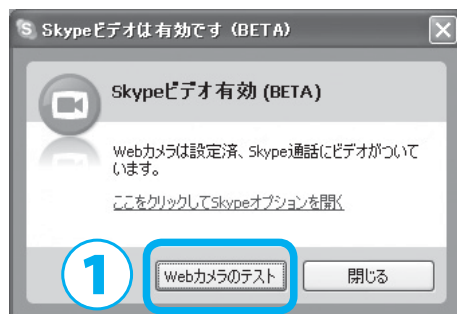 Skypeビデオは有効です (BETA)
Skypeビデオ有効 (BETA)
Webカメラは設定済、Skype通話にビデオがついて
います。
ここをクリックしてSkypeオプションを開く
1
Webカメラのテスト
閉じる